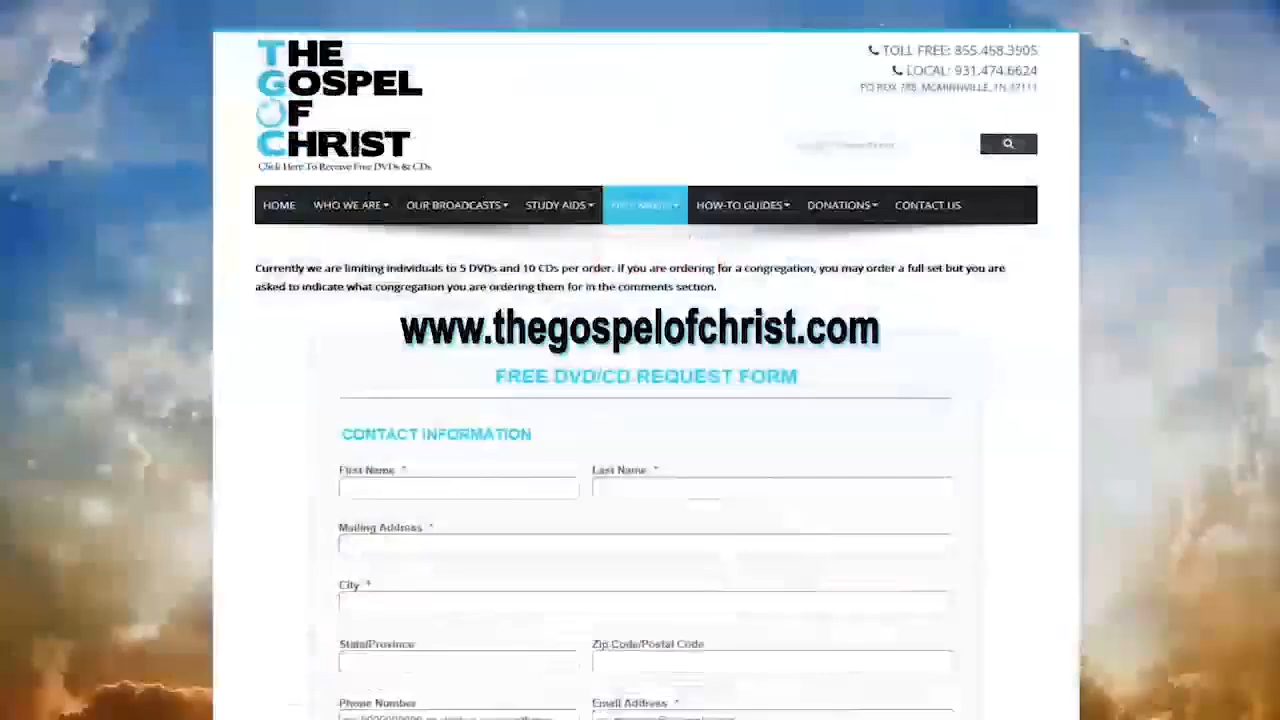 THE
GOSPEL
OF
CHRIST
Click Here To Receive Free DVDs & CDs
TOLL FREE: 855.458.3905
LOCAL: 931.474.6624
HOME WHO WE ARE OUR BROADCASTS STUDY AIDS HOW-TO GUIDES DONATIONS CONTACT US
Currently we are limiting individuals to 5 DVDs and 10 CDs per order. If you are ordering for a congregation, you may order a full set but you are
asked to indicate what congregation you are ordering them for in the comments section.
www.thegospelofchrist.com
FREE DVD/CD REQUEST FORM
CONTACT INFORMATION
First Name * Last Name *
Mailing Address *
City *
State/Province Zip Code/Postal Code
Phone Number Email Address *